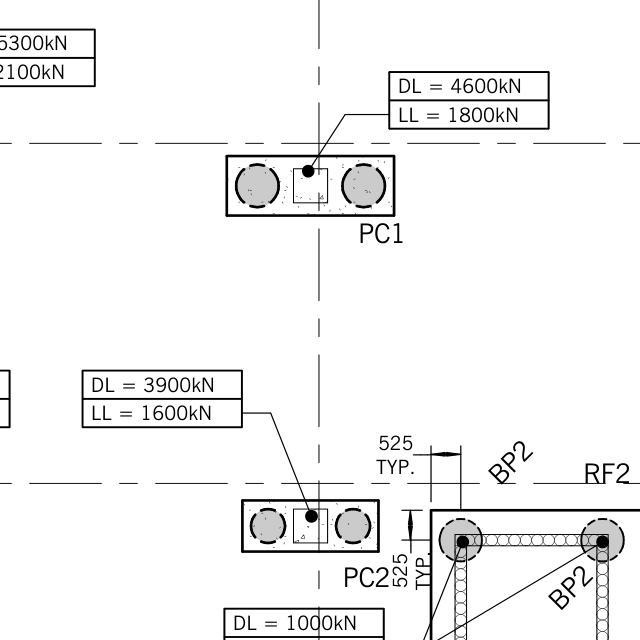 5300kN
2100kN
DL = 4600kN
LL = 1800kN
PC1
DL = 3900kN
LL = 1600kN
525
TYP.
BP2
RF2
PC2
525
TYP.
BP2
DL = 1000kN